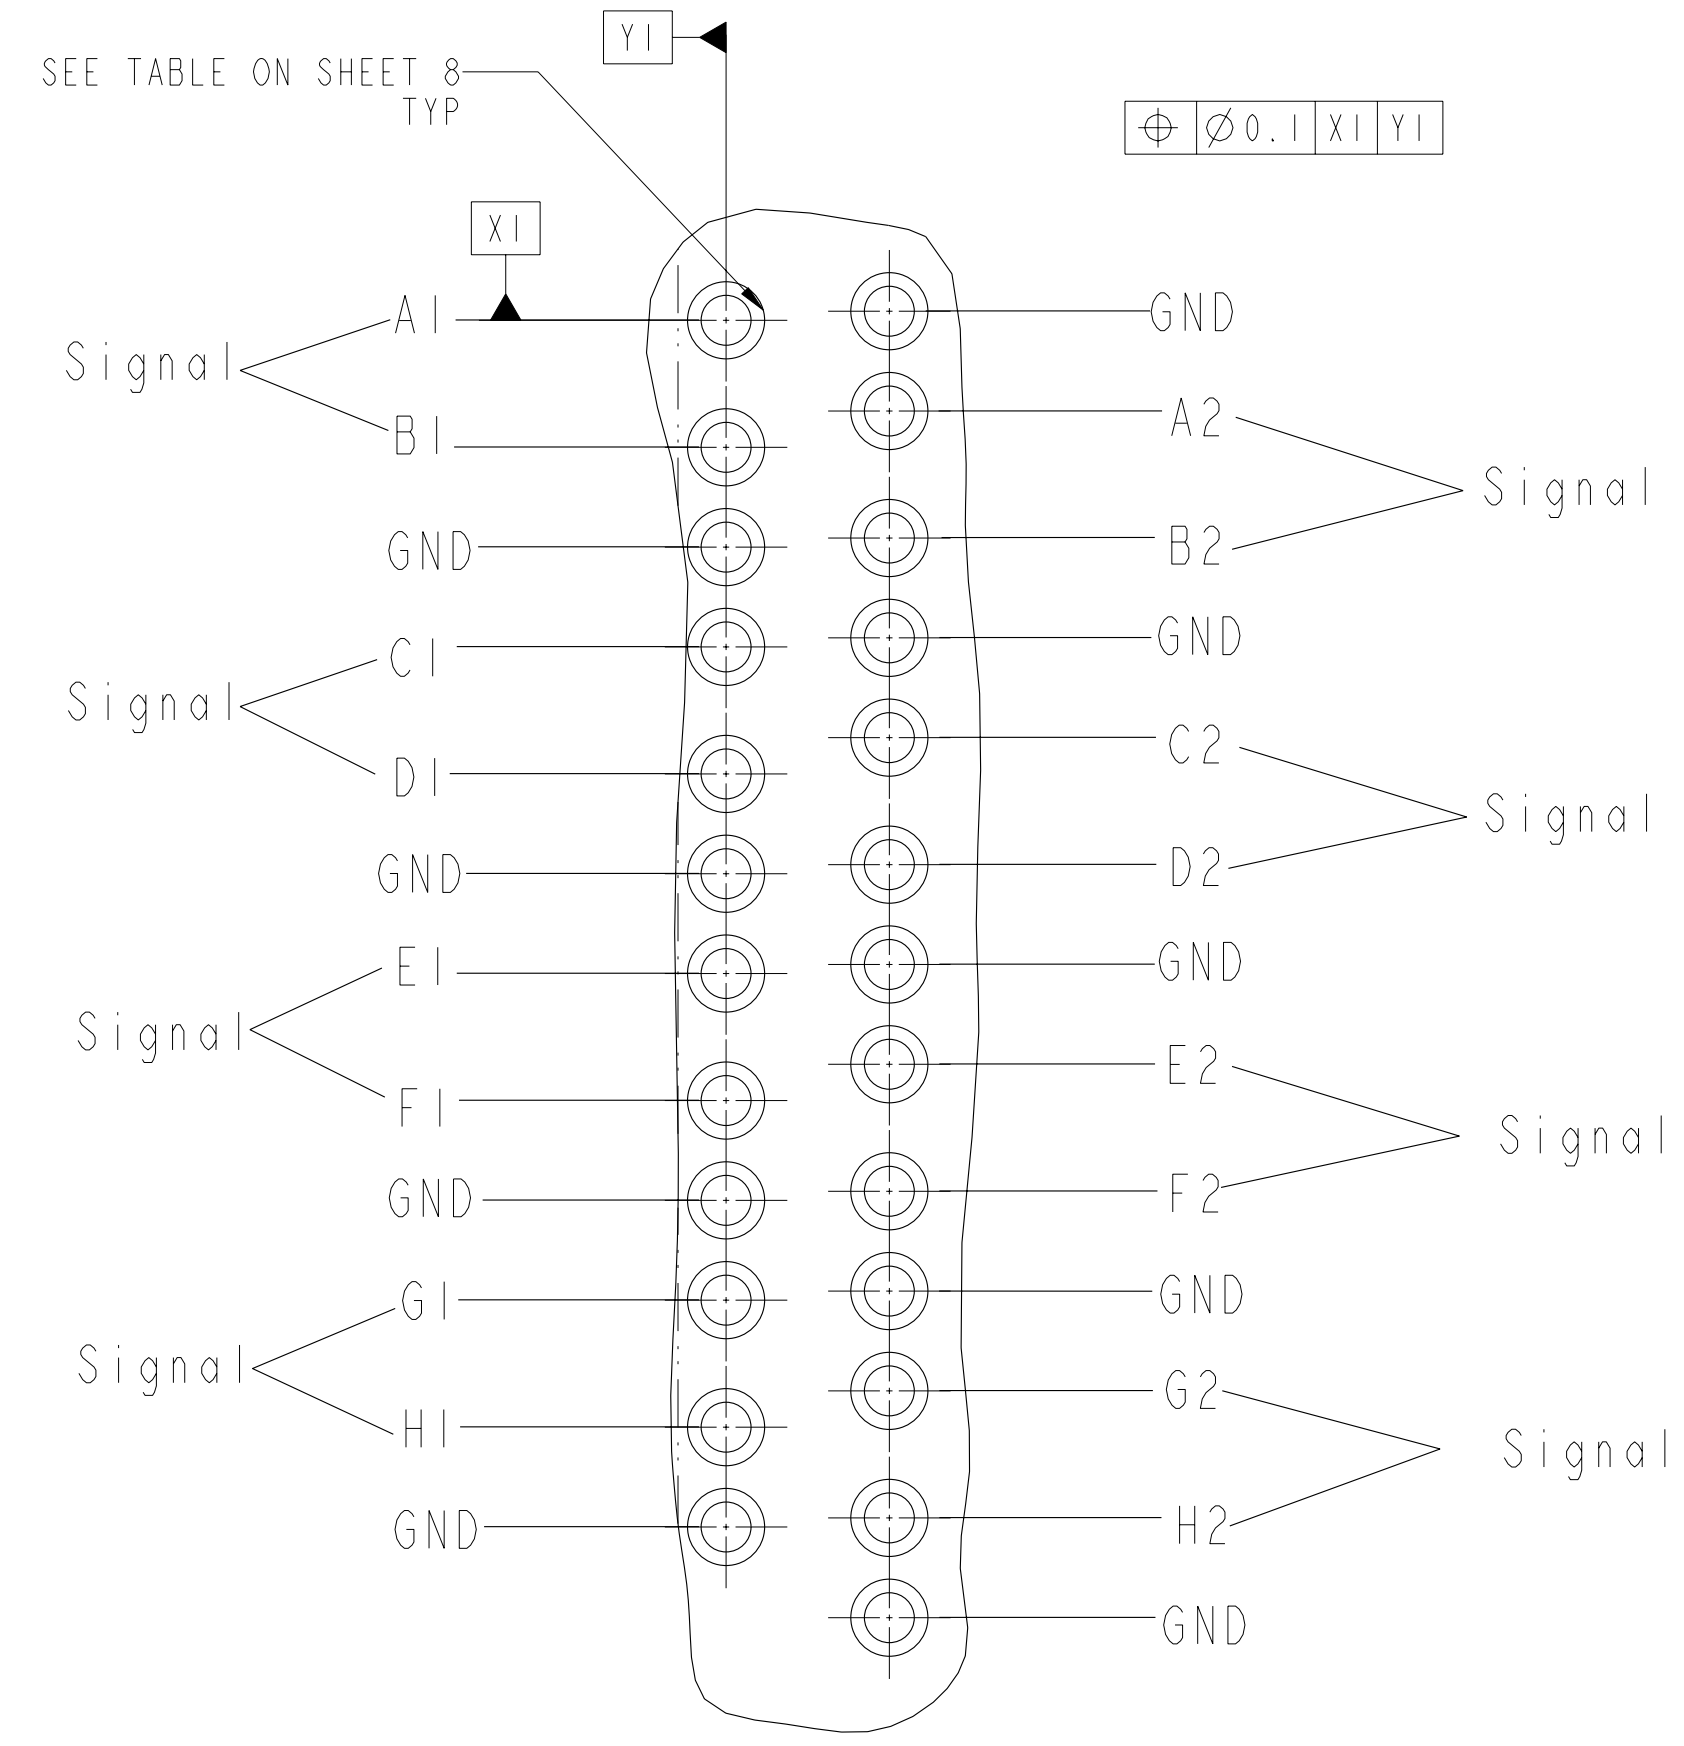 Y1
SEE TABLE ON SHEET 8
TYP
⌖ ∅0.1 X1 Y1
X1
A1
GND
Signal
B1
A2
Signal
GND
B2
C1
GND
Signal
D1
C2
Signal
GND
D2
E1
GND
Signal
F1
E2
Signal
GND
F2
G1
GND
Signal
H1
G2
Signal
GND
H2
GND